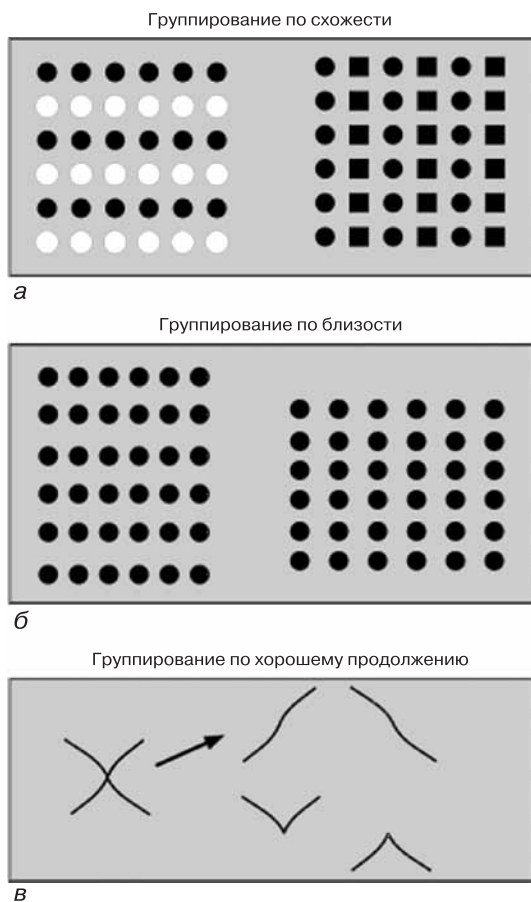 Группирование по схожести
а
Группирование по близости
б
Группирование по хорошему продолжению
в